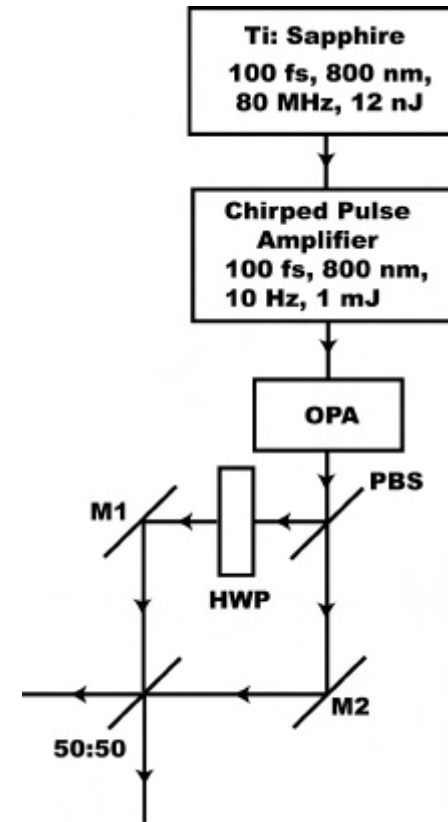 Ti: Sapphire
100 fs, 800 nm,
80 MHz, 12 nJ
Chirped Pulse
Amplifier
100 fs, 800 nm,
10 Hz, 1 mJ
OPA
PBS
M1
HWP
M2
50:50